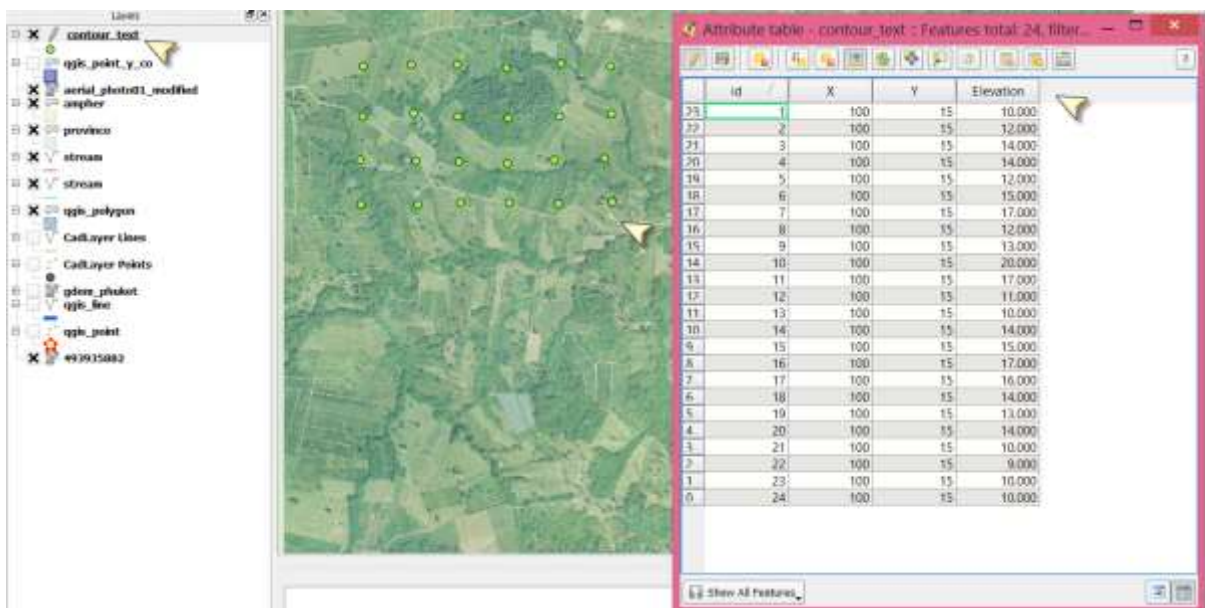 Layers
contour_text
qgis_point_y_co
aerial_photo01_modified
ampher
province
stream
stream
qgis_polygun
CadLayer Lines
CadLayer Points
gdem_phuket
qgis_line
qgis_point
493935882
Attribute table - contour_text :: Features total: 24, filter...
id X Y Elevation
23 1 100 15 10.000
22 2 100 15 12.000
21 3 100 15 14.000
20 4 100 15 14.000
19 5 100 15 12.000
18 6 100 15 15.000
17 7 100 15 17.000
16 8 100 15 12.000
15 9 100 15 13.000
14 10 100 15 20.000
13 11 100 15 17.000
12 12 100 15 11.000
11 13 100 15 10.000
10 14 100 15 14.000
9 15 100 15 15.000
8 16 100 15 17.000
7 17 100 15 16.000
6 18 100 15 14.000
5 19 100 15 13.000
4 20 100 15 14.000
3 21 100 15 10.000
2 22 100 15 9.000
1 23 100 15 10.000
0 24 100 15 10.000
Show All Features